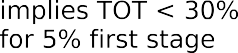 implies TOT < 30%
for 5% first stage